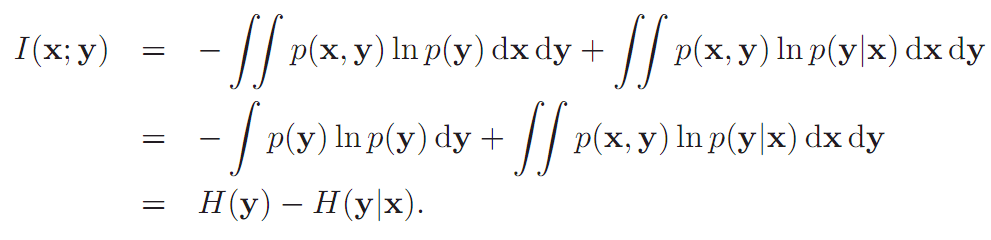 I(x; y) = − ∬ p(x, y) ln p(y) dx dy + ∬ p(x, y) ln p(y|x) dx dy
= − ∫ p(y) ln p(y) dy + ∬ p(x, y) ln p(y|x) dx dy
= H(y) − H(y|x).